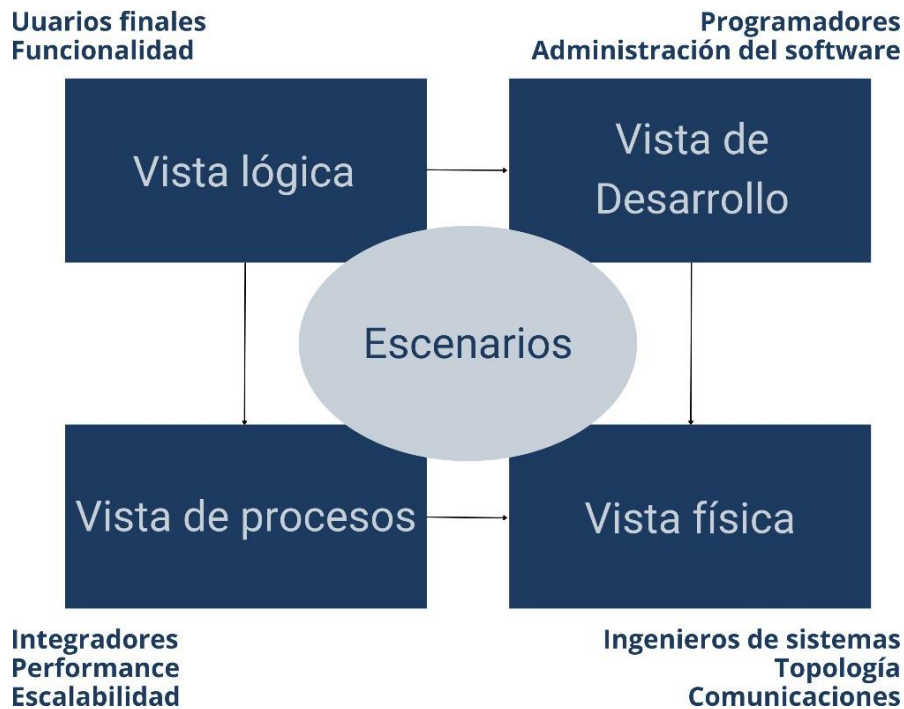 Uuarios finales
Funcionalidad
Programadores
Administración del software
Vista lógica
Vista de
Desarrollo
Escenarios
Vista de procesos
Vista física
Integradores
Performance
Escalabilidad
Ingenieros de sistemas
Topología
Comunicaciones